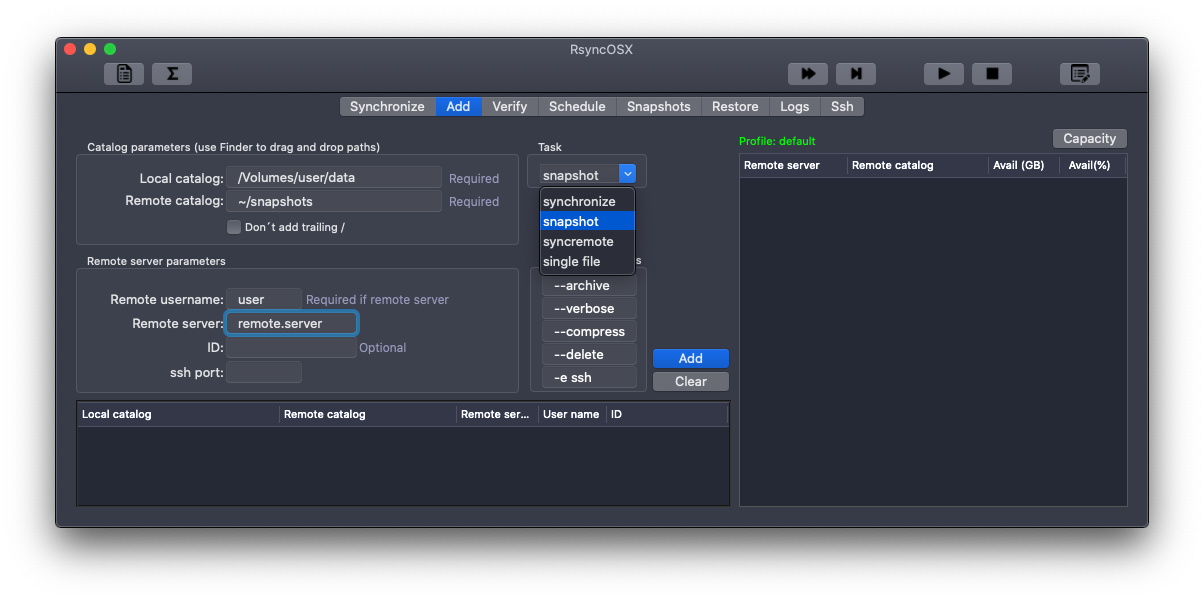 RsyncOSX
Synchronize Add Verify Schedule Snapshots Restore Logs Ssh
Catalog parameters (use Finder to drag and drop paths)
Local catalog: /Volumes/user/data Required
Remote catalog: ~/snapshots Required
Don´t add trailing /
Task
snapshot
synchronize
snapshot
syncremote
single file
Remote server parameters
Remote username: user Required if remote server
Remote server: remote.server
ID: Optional
ssh port:
s
--archive
--verbose
--compress
--delete
-e ssh
Add
Clear
Profile: default
Capacity
Remote server Remote catalog Avail (GB) Avail(%)
Local catalog Remote catalog Remote ser... User name ID